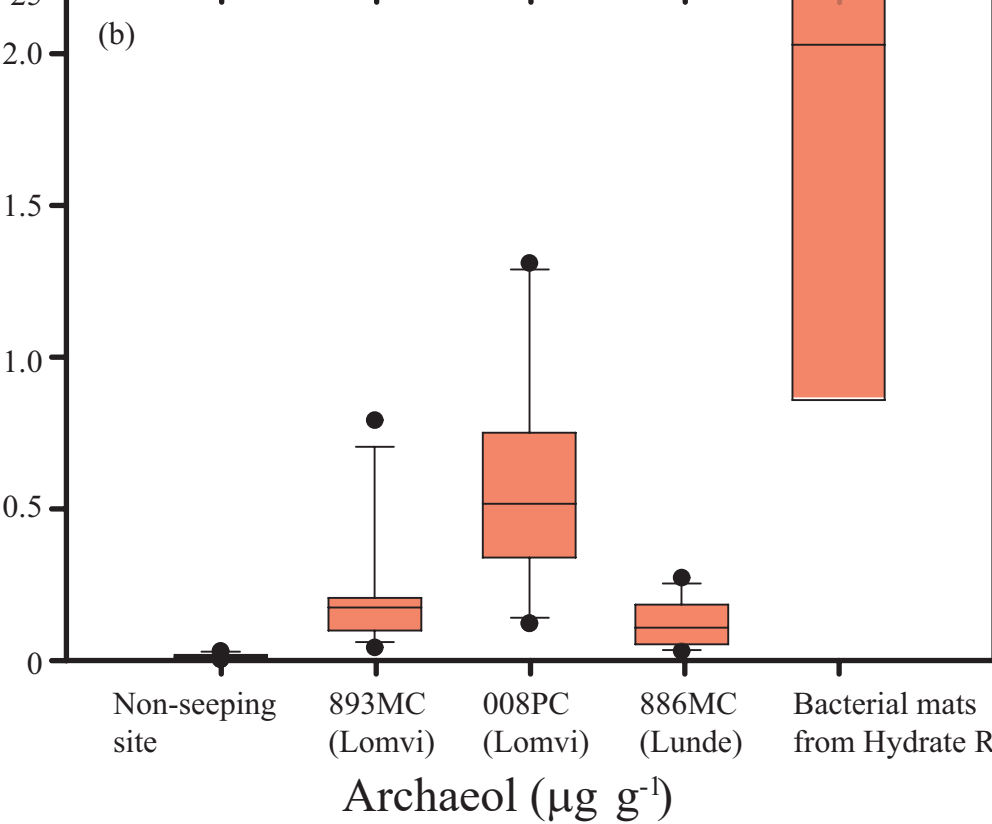 (b)
2.0
1.5
1.0
0.5
0
Non-seeping 893MC 008PC 886MC Bacterial mats
site (Lomvi) (Lomvi) (Lunde) from Hydrate R
Archaeol (μg g-1)